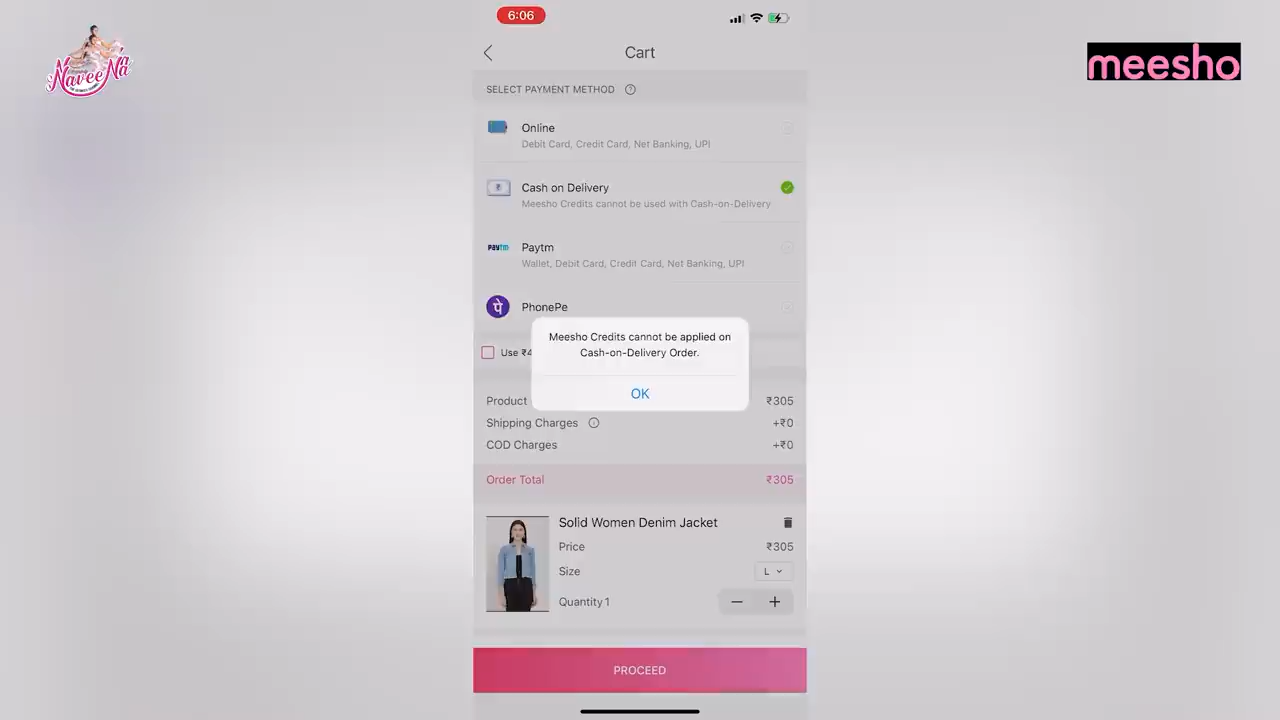 6:06
NaveeNa
meesho
Cart
SELECT PAYMENT METHOD
Online
Debit Card, Credit Card, Net Banking, UPI
Cash on Delivery
Meesho Credits cannot be used with Cash-on-Delivery
paytm
Paytm
Wallet, Debit Card, Credit Card, Net Banking, UPI
पे
PhonePe
Meesho Credits cannot be applied on
Cash-on-Delivery Order.
Use ₹4
OK
Product
₹305
Shipping Charges
+₹0
COD Charges
+₹0
Order Total
₹305
Solid Women Denim Jacket
Price
₹305
Size
L
Quantity 1
PROCEED